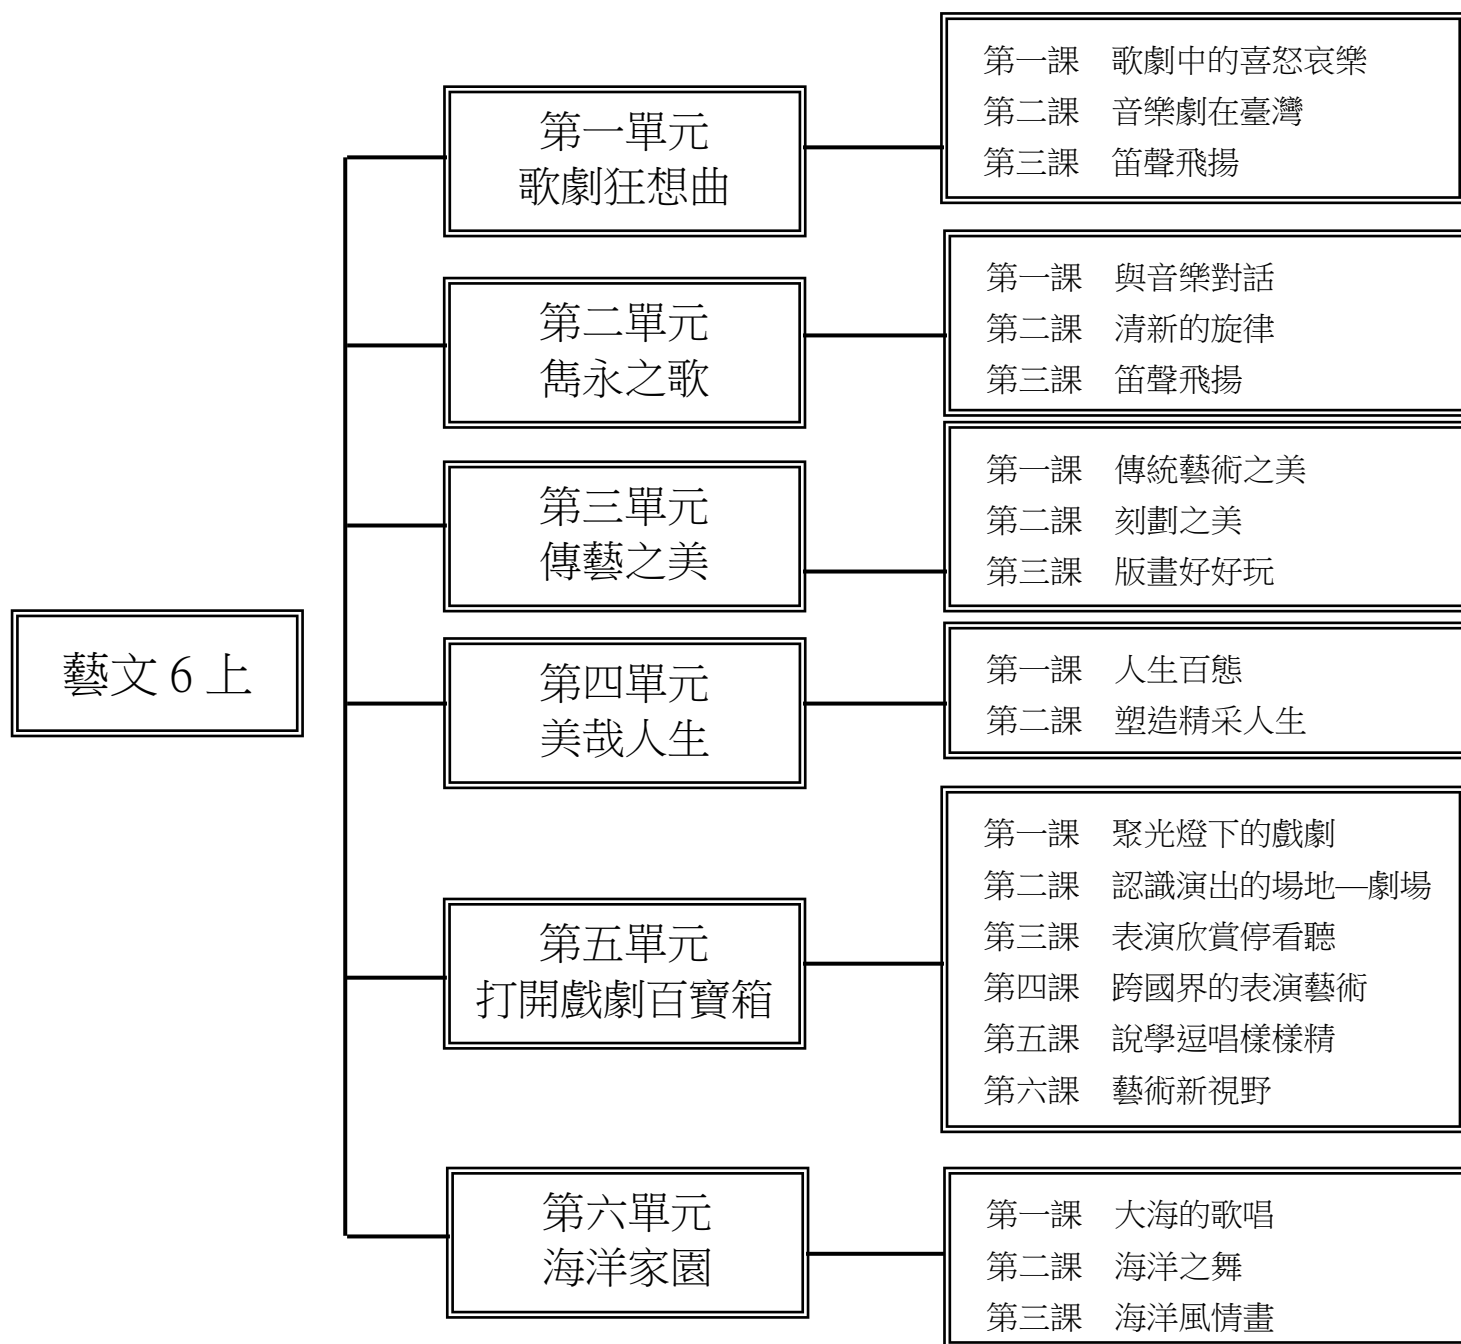 藝文 6 上
第一單元
歌劇狂想曲
第一課　歌劇中的喜怒哀樂
第二課　音樂劇在臺灣
第三課　笛聲飛揚
第二單元
雋永之歌
第一課　與音樂對話
第二課　清新的旋律
第三課　笛聲飛揚
第三單元
傳藝之美
第一課　傳統藝術之美
第二課　刻劃之美
第三課　版畫好好玩
第四單元
美哉人生
第一課　人生百態
第二課　塑造精采人生
第五單元
打開戲劇百寶箱
第一課　聚光燈下的戲劇
第二課　認識演出的場地—劇場
第三課　表演欣賞停看聽
第四課　跨國界的表演藝術
第五課　說學逗唱樣樣精
第六課　藝術新視野
第六單元
海洋家園
第一課　大海的歌唱
第二課　海洋之舞
第三課　海洋風情畫